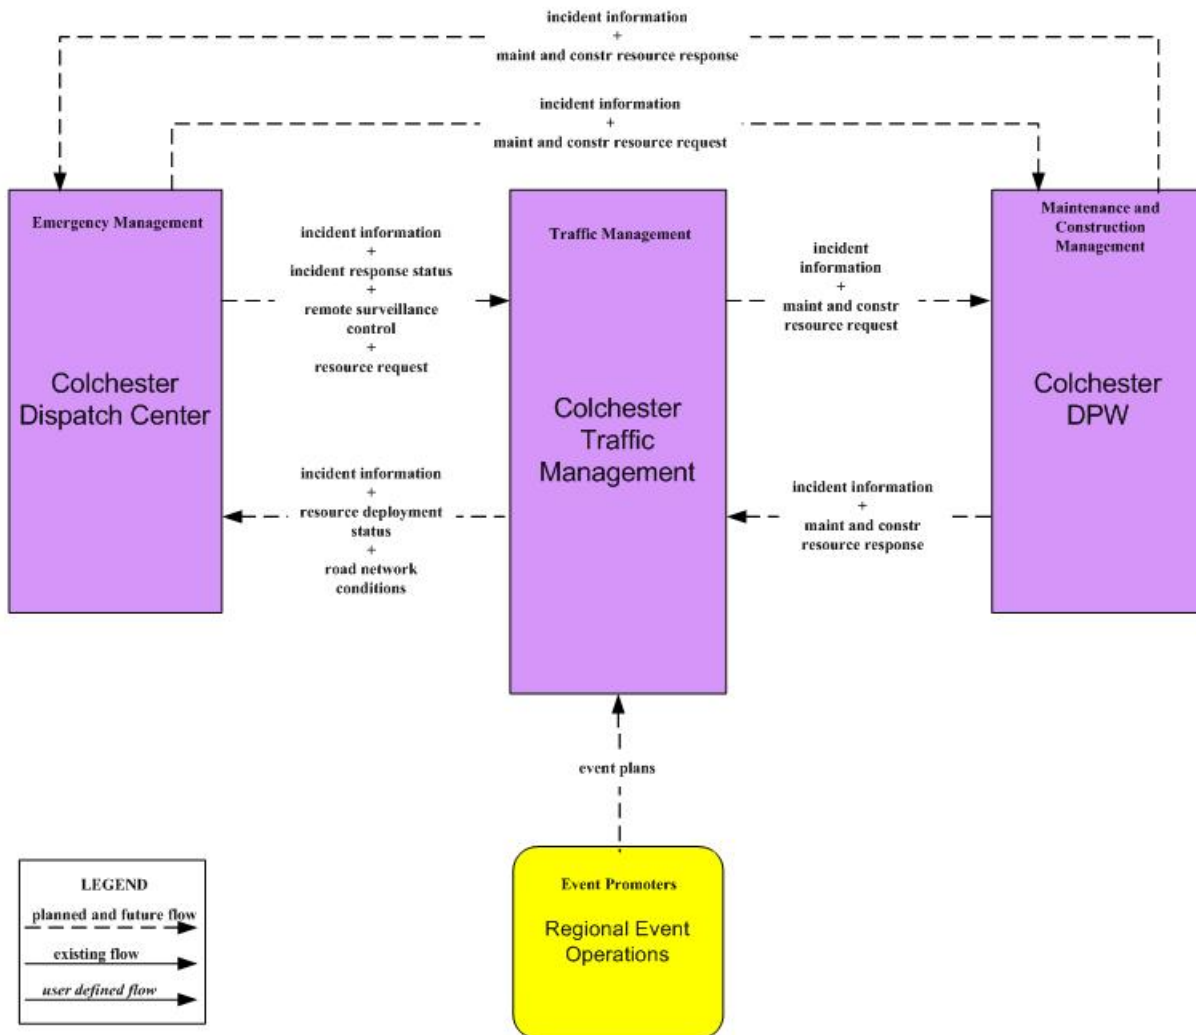 incident information
+
maint and constr resource response
incident information
+
maint and constr resource request
Emergency Management
Colchester
Dispatch Center
incident information
+
incident response status
+
remote surveillance
control
+
resource request
incident information
+
resource deployment
status
+
road network
conditions
Traffic Management
Colchester
Traffic
Management
incident
information
+
maint and constr
resource request
incident information
+
maint and constr
resource response
Maintenance and
Construction
Management
Colchester
DPW
event plans
Event Promoters
Regional Event
Operations
LEGEND
planned and future flow
existing flow
user defined flow